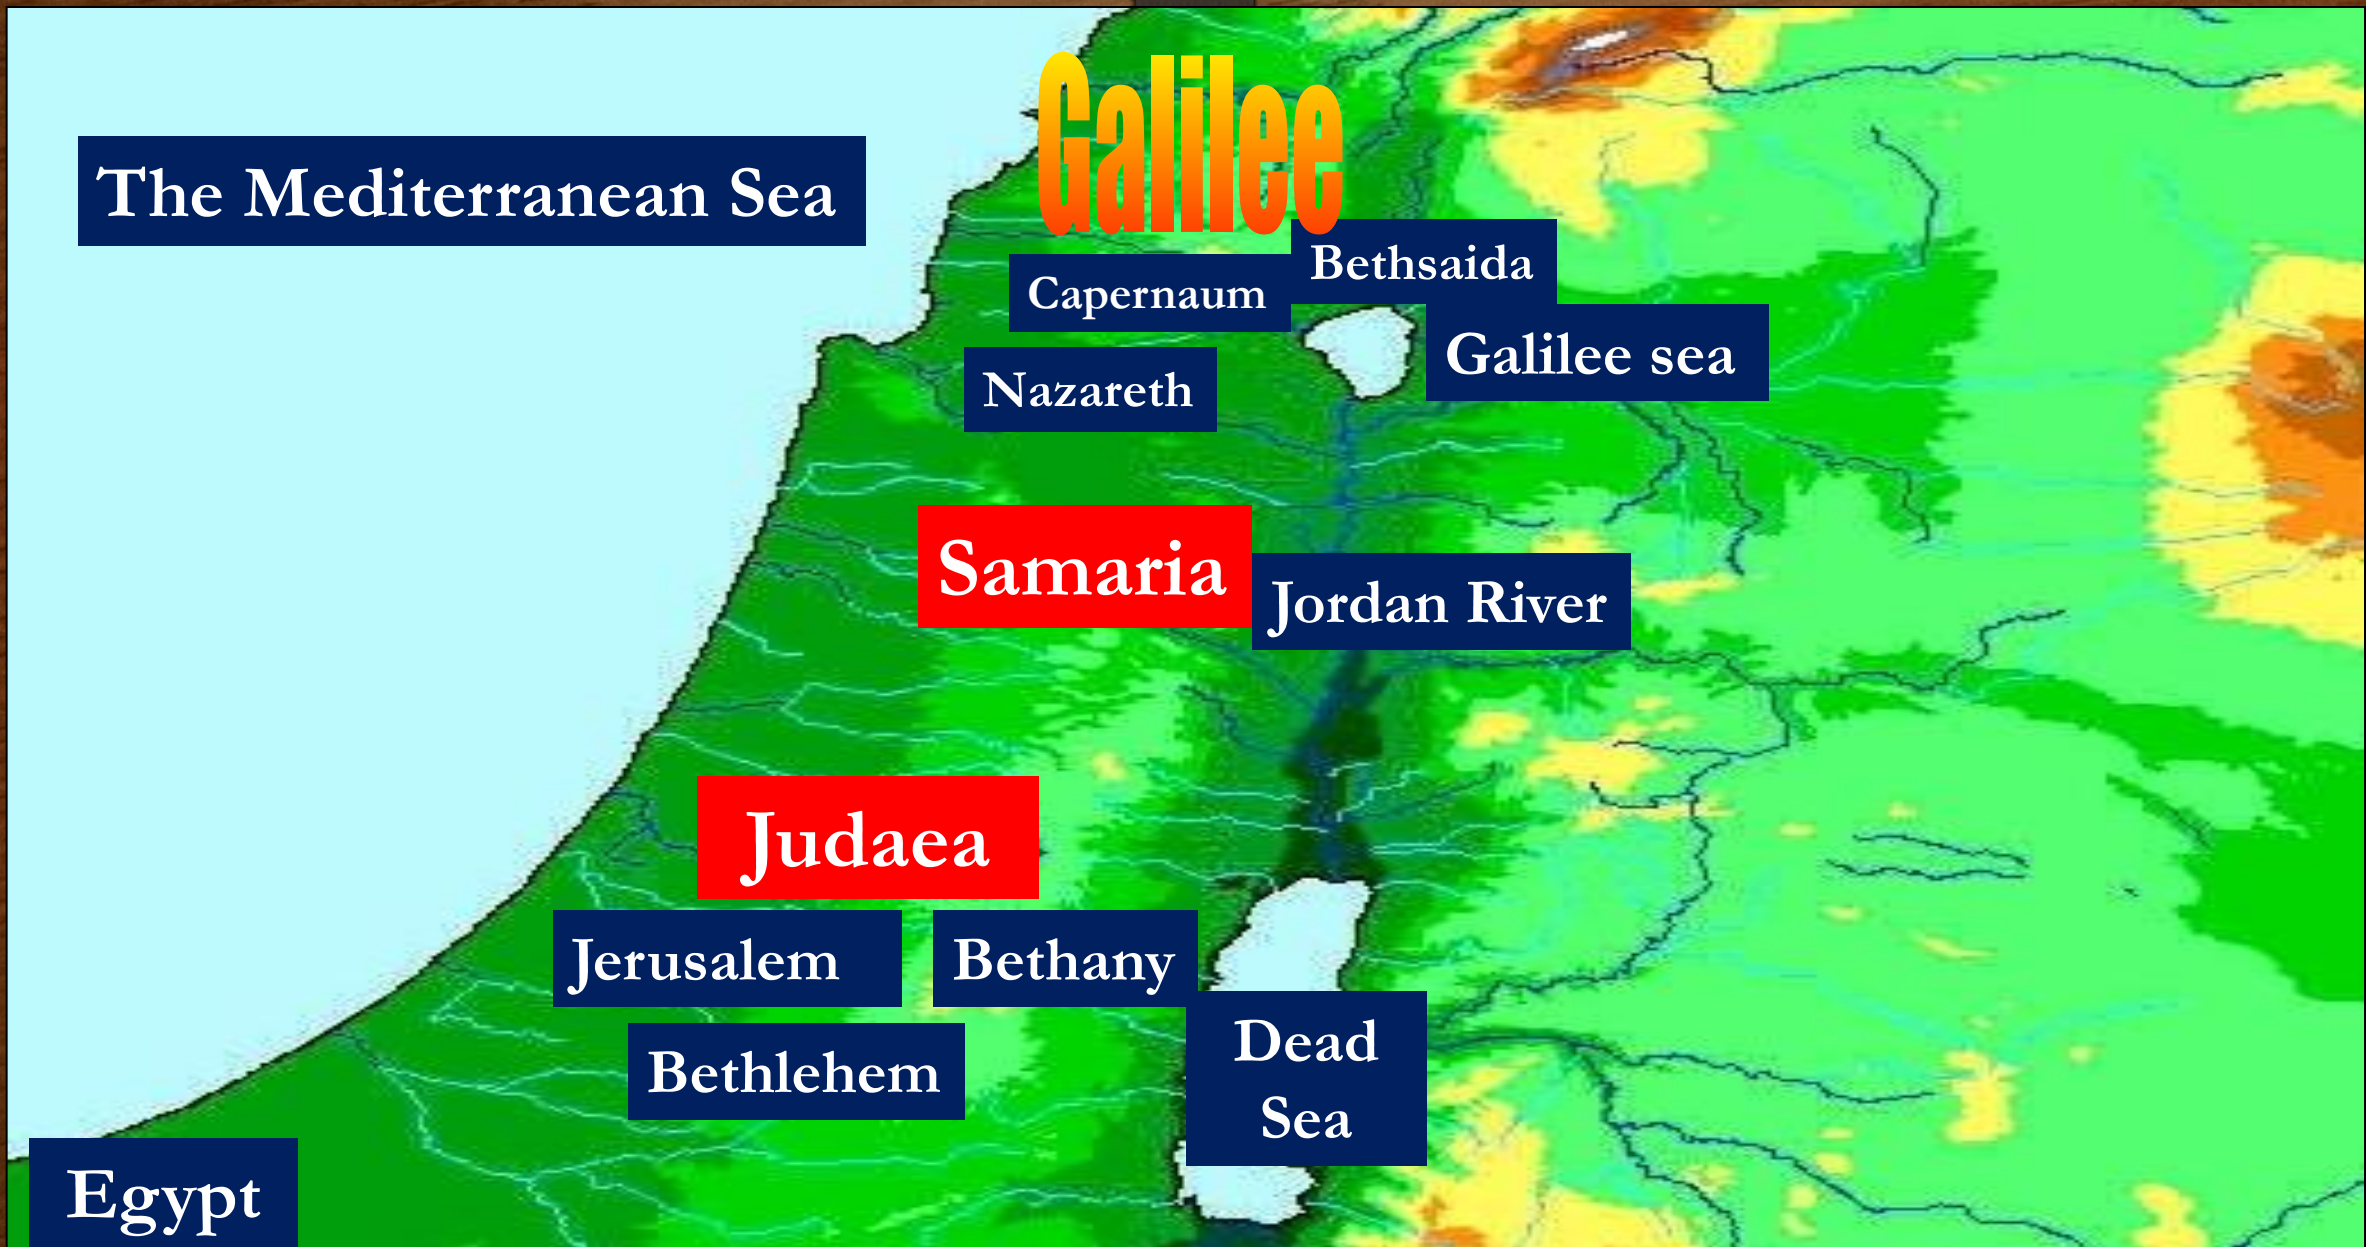 Galilee
The Mediterranean Sea
Bethsaida
Capernaum
Galilee sea
Nazareth
Samaria
Jordan River
Judaea
Jerusalem
Bethany
Dead
Sea
Bethlehem
Egypt